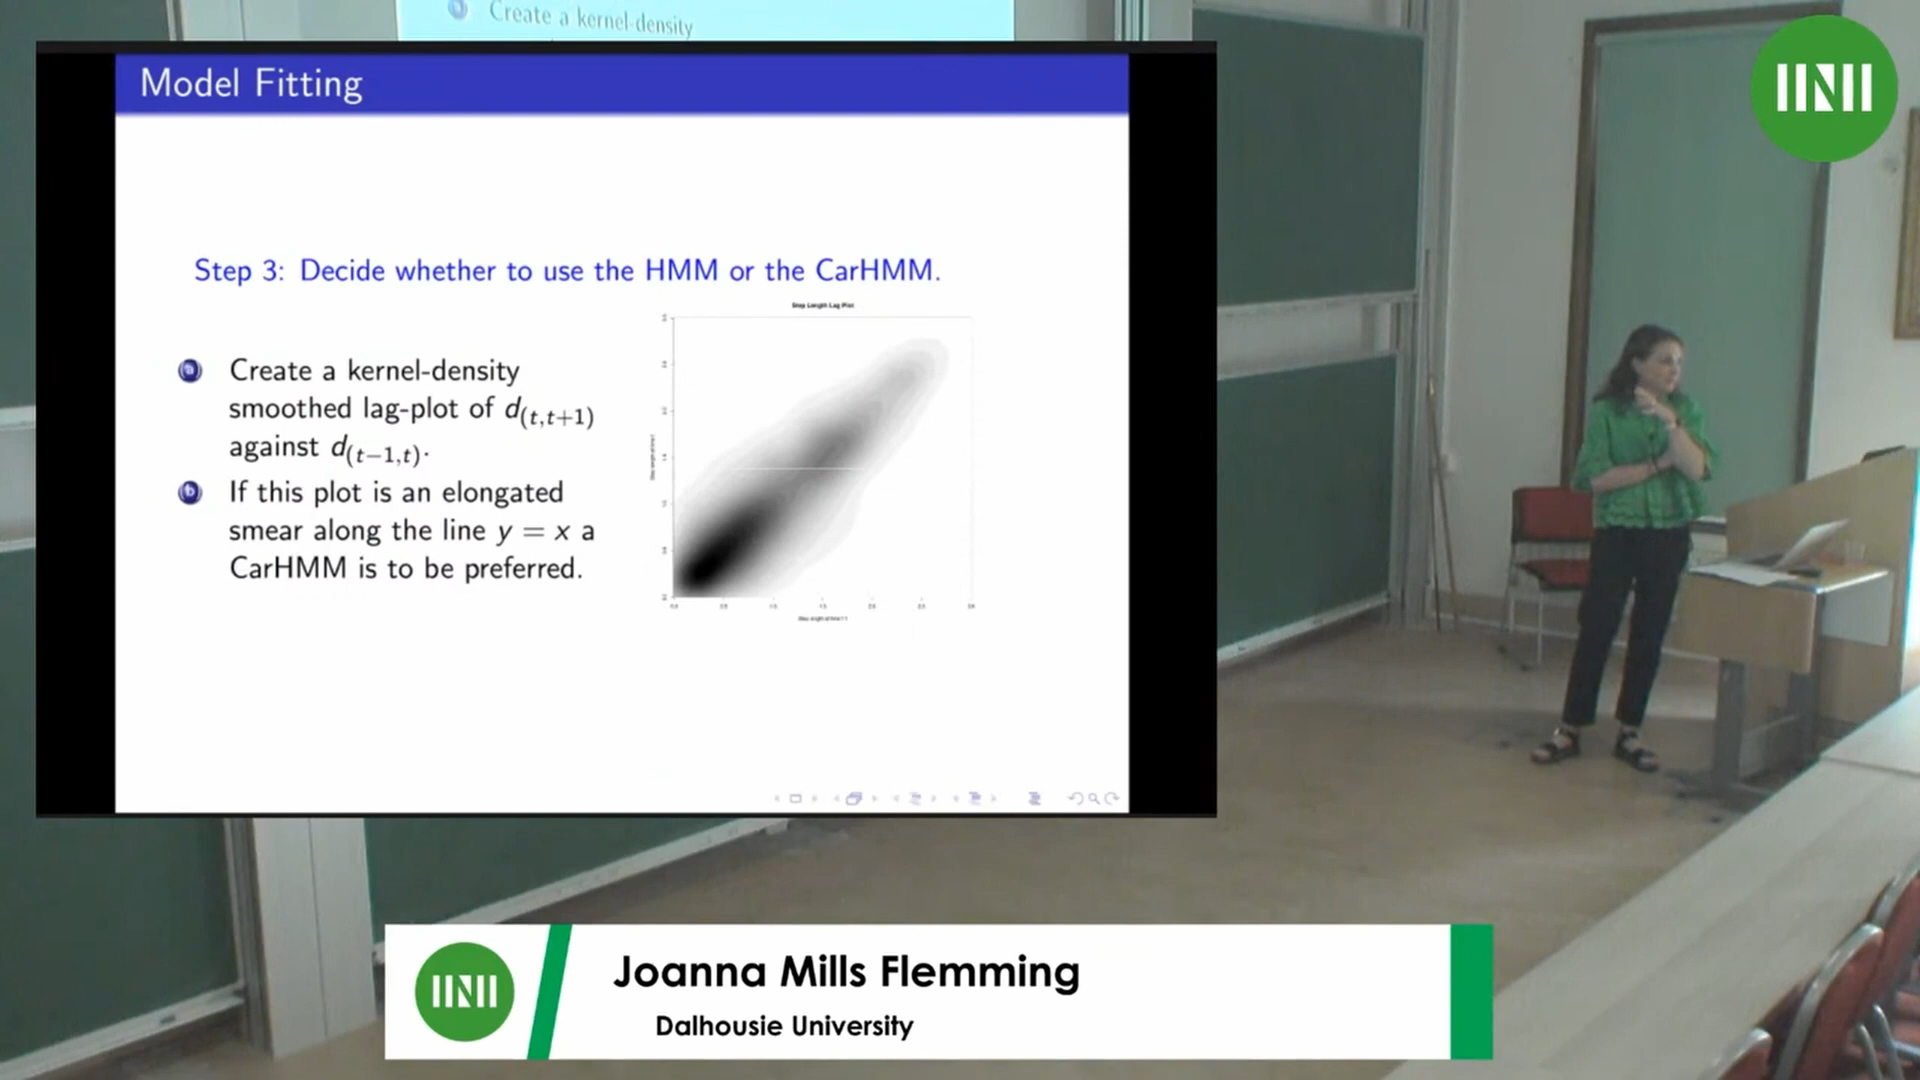 Create a kernel-density
Model Fitting
Step 3: Decide whether to use the HMM or the CarHMM.
a Create a kernel-density
smoothed lag-plot of d(t,t+1)
against d(t−1,t).
b If this plot is an elongated
smear along the line y = x a
CarHMM is to be preferred.
Step Length Lag Plot
Joanna Mills Flemming
Dalhousie University